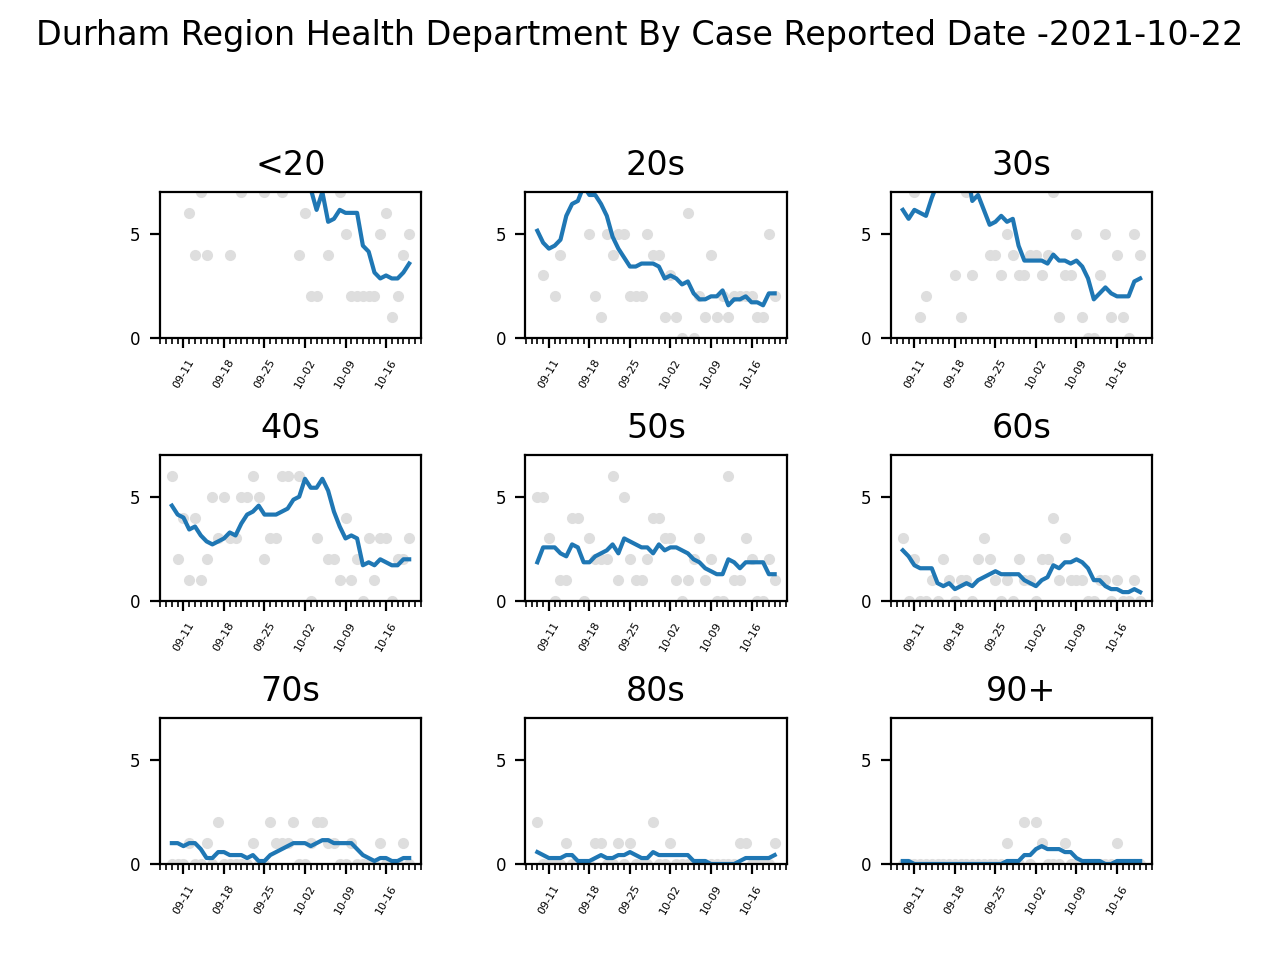 Durham Region Health Department By Case Reported Date -2021-10-22
<20 20s 30s
5 5 5
0 0 0
09-11 09-18 09-25 10-02 10-09 10-16 09-11 09-18 09-25 10-02 10-09 10-16 09-11 09-18 09-25 10-02 10-09 10-16
40s 50s 60s
5 5 5
0 0 0
09-11 09-18 09-25 10-02 10-09 10-16 09-11 09-18 09-25 10-02 10-09 10-16 09-11 09-18 09-25 10-02 10-09 10-16
70s 80s 90+
5 5 5
0 0 0
09-11 09-18 09-25 10-02 10-09 10-16 09-11 09-18 09-25 10-02 10-09 10-16 09-11 09-18 09-25 10-02 10-09 10-16